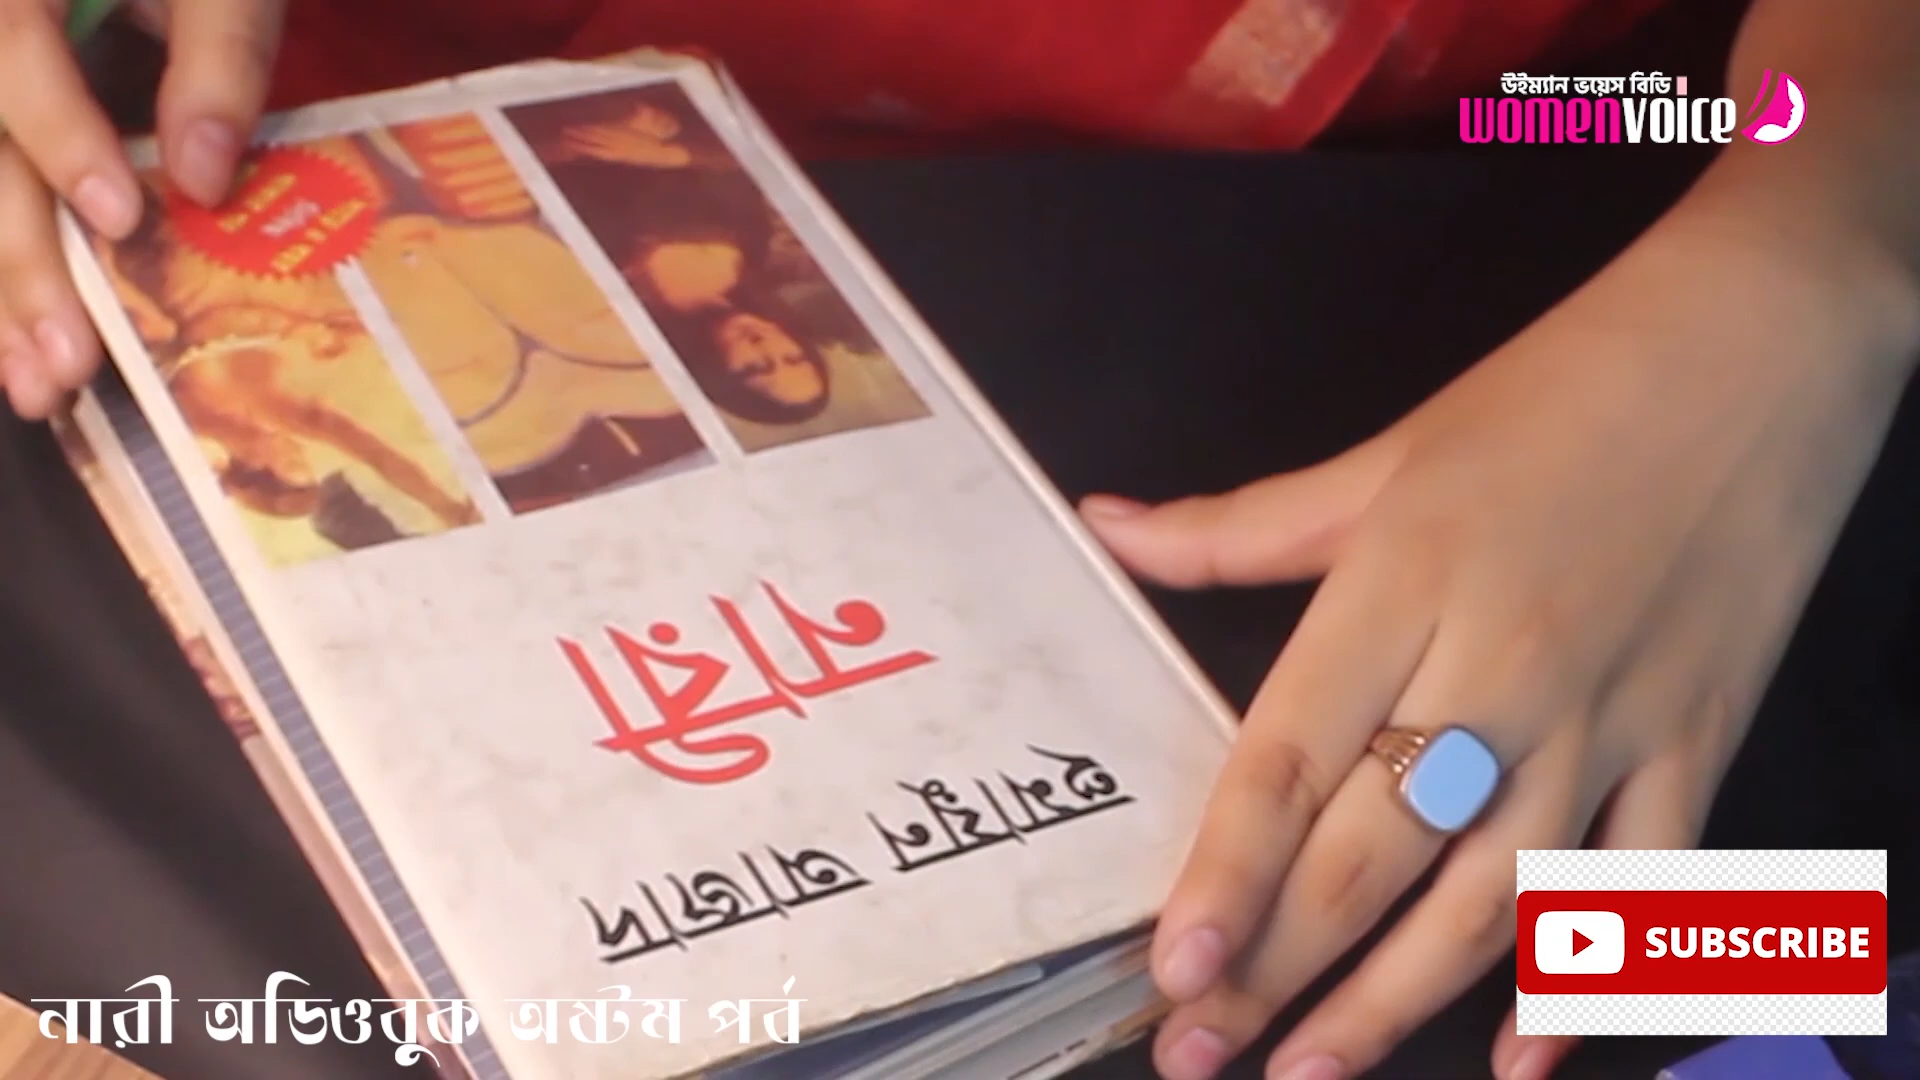 উইম্যান ভয়েস বিডি
womenvoice
নারী
হুমায়ুন আজাদ
SUBSCRIBE
নারী অডিওবুক অষ্টম পর্ব